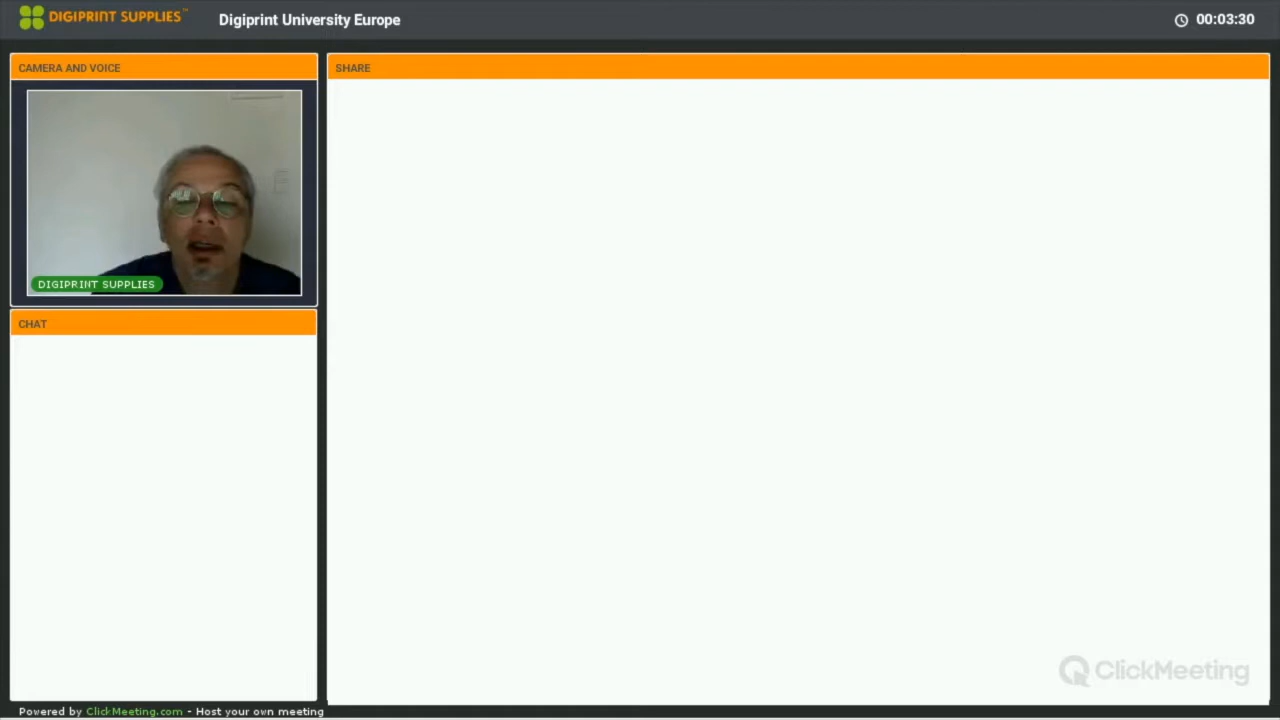 DIGIPRINT SUPPLIES™
Digiprint University Europe
00:03:30
CAMERA AND VOICE
SHARE
DIGIPRINT SUPPLIES
CHAT
ClickMeeting
Powered by ClickMeeting.com - Host your own meeting